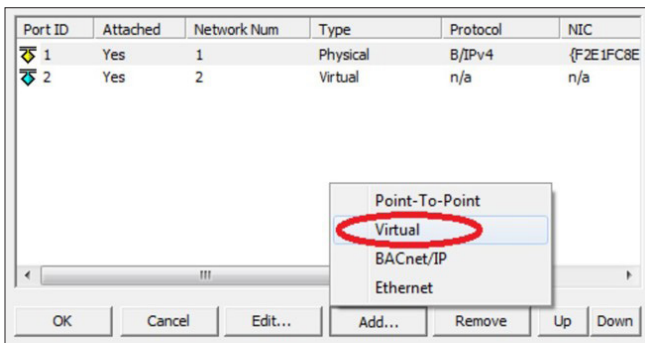 Port ID Attached Network Num Type Protocol NIC
1 Yes 1 Physical B/IPv4 {F2E1FC8E
2 Yes 2 Virtual n/a n/a
Point-To-Point
Virtual
BACnet/IP
Ethernet
OK Cancel Edit... Add... Remove Up Down